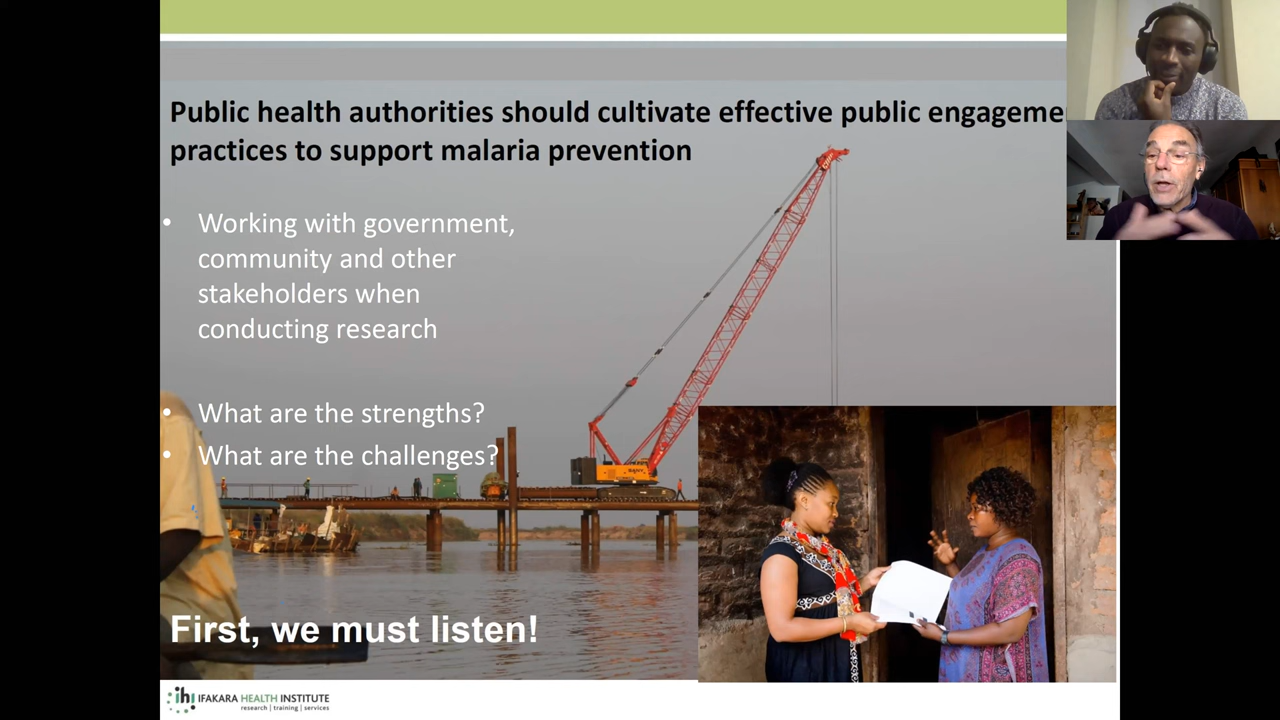 Public health authorities should cultivate effective public engageme
practices to support malaria prevention
• Working with government,
community and other
stakeholders when
conducting research
• What are the strengths?
• What are the challenges?
First, we must listen!
ihi IFAKARA HEALTH INSTITUTE
research | training | services